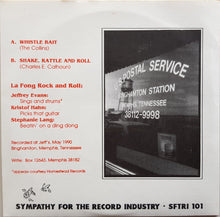 A. WHISTLE BAIT
(The Collins)
B. SHAKE, RATTLE AND ROLL
(Charles E. Calhoun)
La Fong Rock and Roll:
Jeffrey Evans:
Sings and strums*
Kristof Hahn:
Picks that guitar
Stephanie Lang:
Beatin' on a ding dong
Recorded at Jeff's, May 1990
Binghamton, Memphis, Tennessee
Write: Box 12645, Memphis 38182
*appears courtesy Homestead Records
POSTAL SERVICE
BINGHAMTON STATION
MEMPHIS, TENNESSEE
38112-9998
SYMPATHY FOR THE RECORD INDUSTRY · SFTRI 101